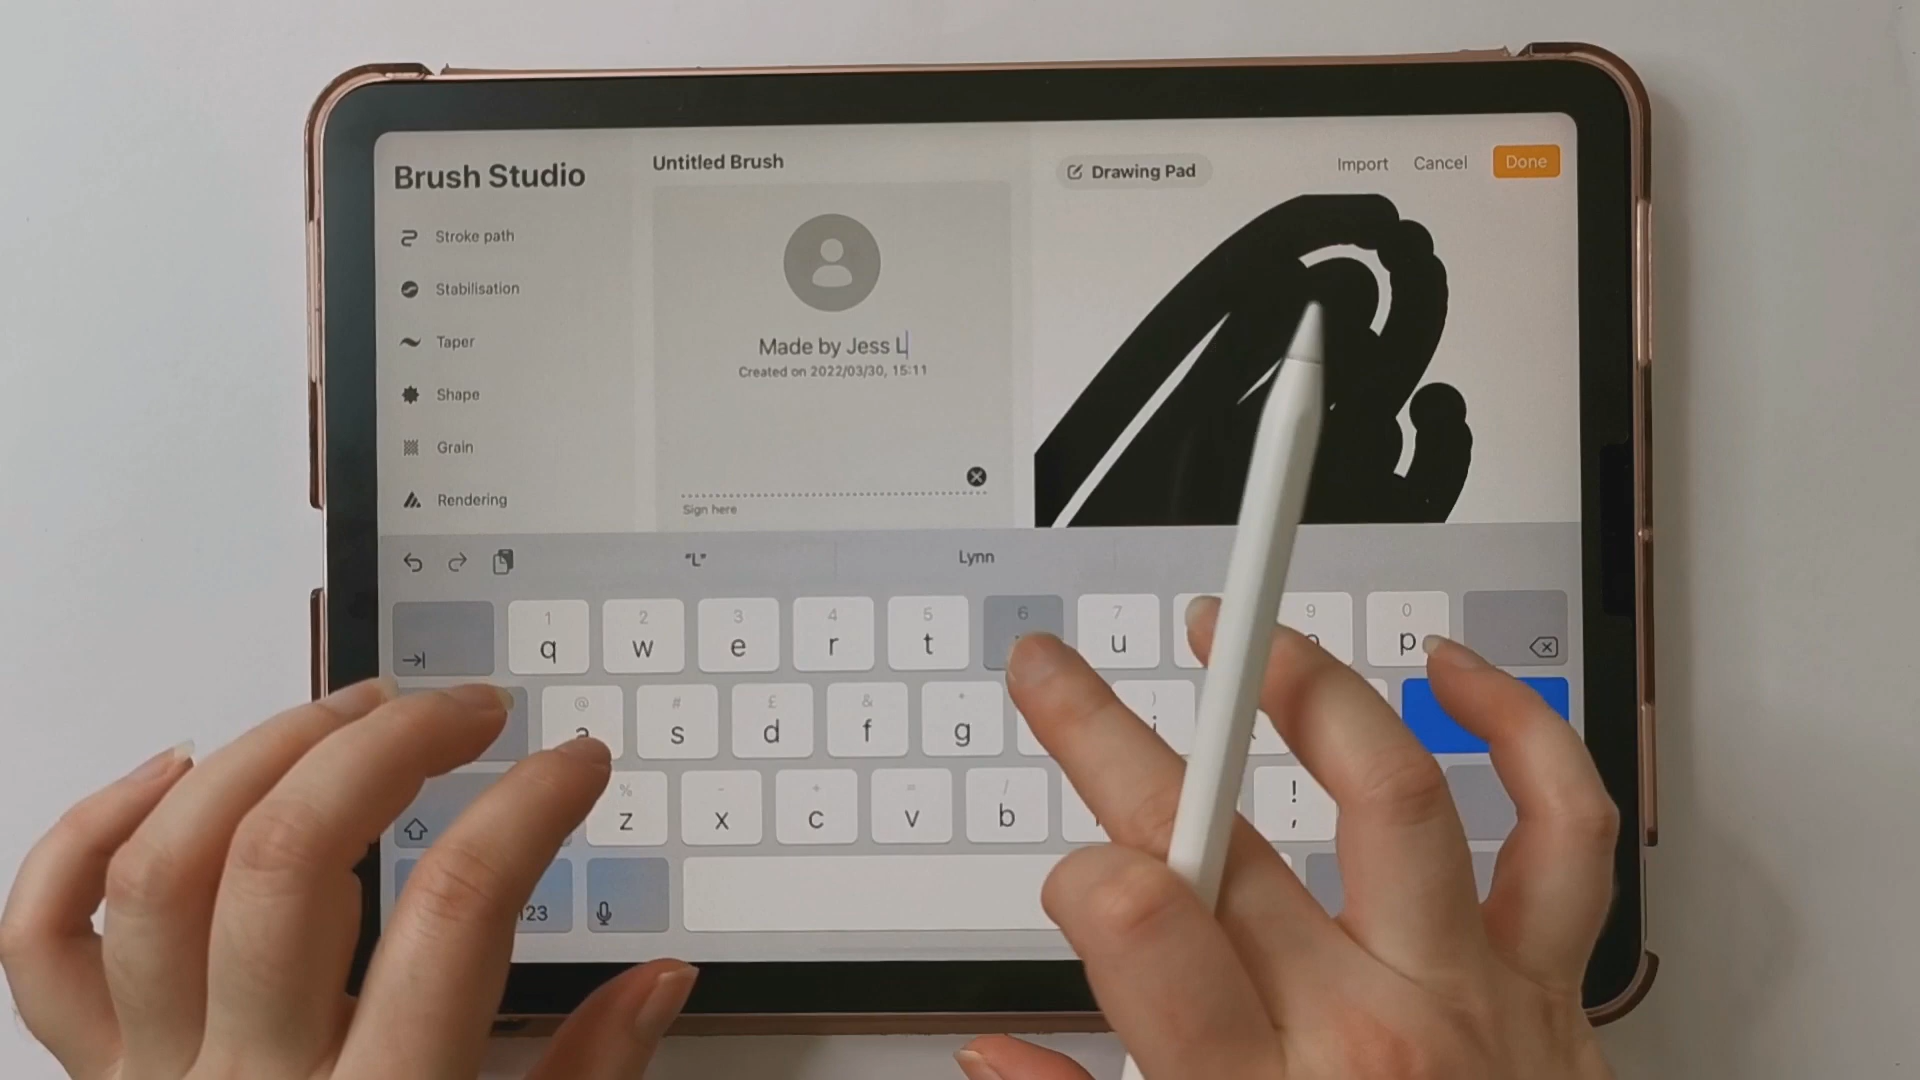 Brush Studio
Untitled Brush
Drawing Pad
Import
Cancel
Done
Stroke path
Stabilisation
Taper
Shape
Grain
Rendering
Made by Jess L
Created on 2022/03/30, 15:11
Sign here
"L"
Lynn
1 2 3 4 5 6 7 9 0
q w e r t u p
@ # £ & * )
a s d f g j
% - + = / !
z x c v b ,
123